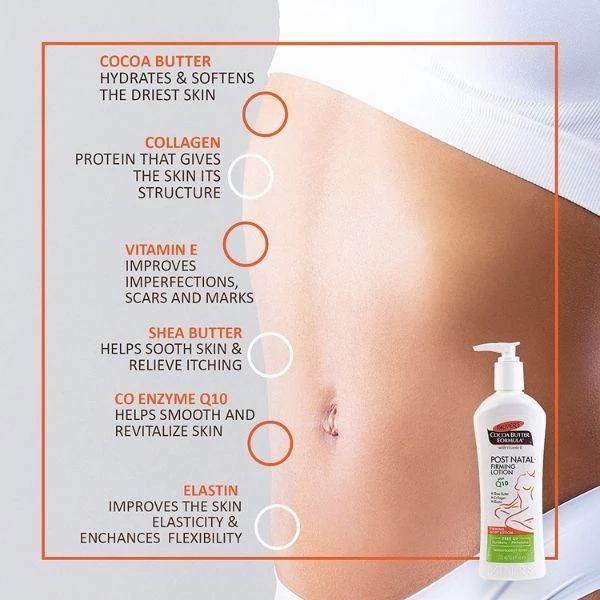 COCOA BUTTER
HYDRATES & SOFTENS
THE DRIEST SKIN
COLLAGEN
PROTEIN THAT GIVES
THE SKIN ITS
STRUCTURE
VITAMIN E
IMPROVES
IMPERFECTIONS,
SCARS AND MARKS
SHEA BUTTER
HELPS SOOTH SKIN &
RELIEVE ITCHING
CO ENZYME Q10
HELPS SMOOTH AND
REVITALIZE SKIN
ELASTIN
IMPROVES THE SKIN
ELASTICITY &
ENCHANCES FLEXIBILITY
PALMER'S
COCOA BUTTER
FORMULA
with Vitamin E
POST NATAL
FIRMING
LOTION
Q10